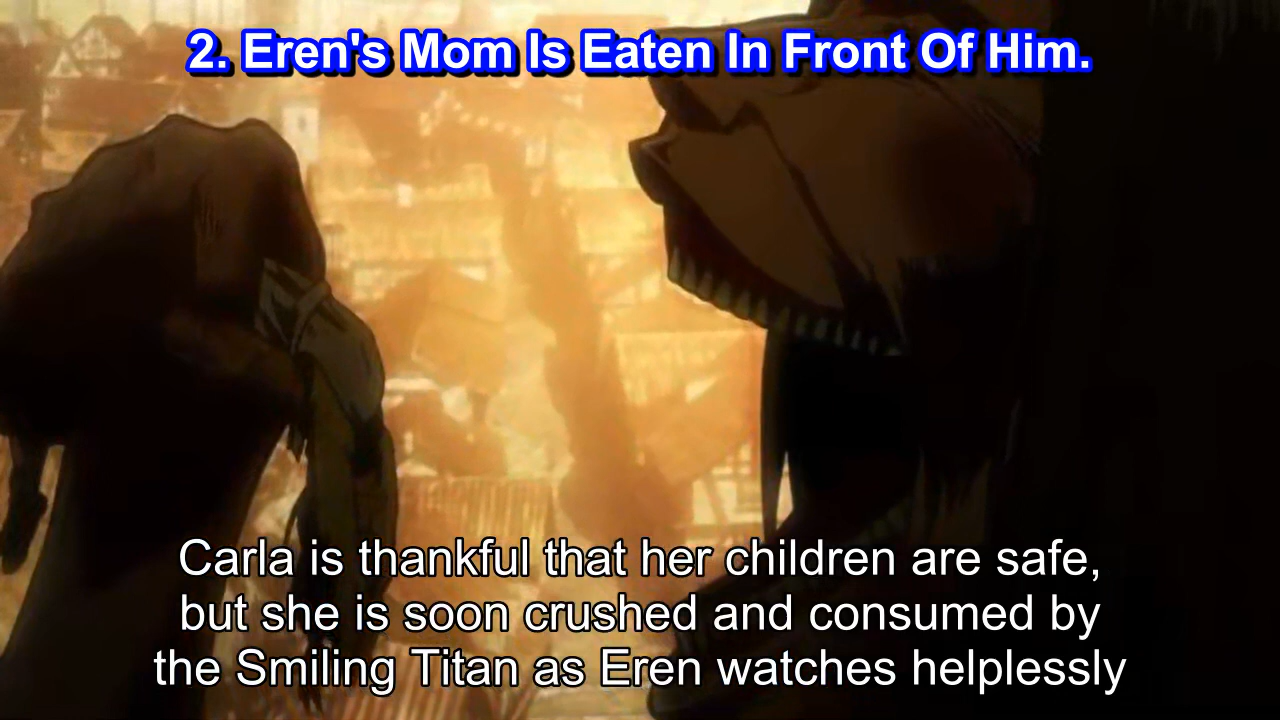 2. Eren's Mom Is Eaten In Front Of Him.
Carla is thankful that her children are safe,
but she is soon crushed and consumed by
the Smiling Titan as Eren watches helplessly